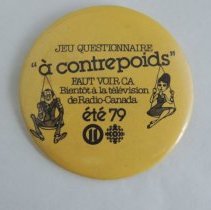 JEU QUESTIONNAIRE
"à contrepoids"
FAUT VOIR ÇA
Bientôt à la télévision
de Radio-Canada
été 79